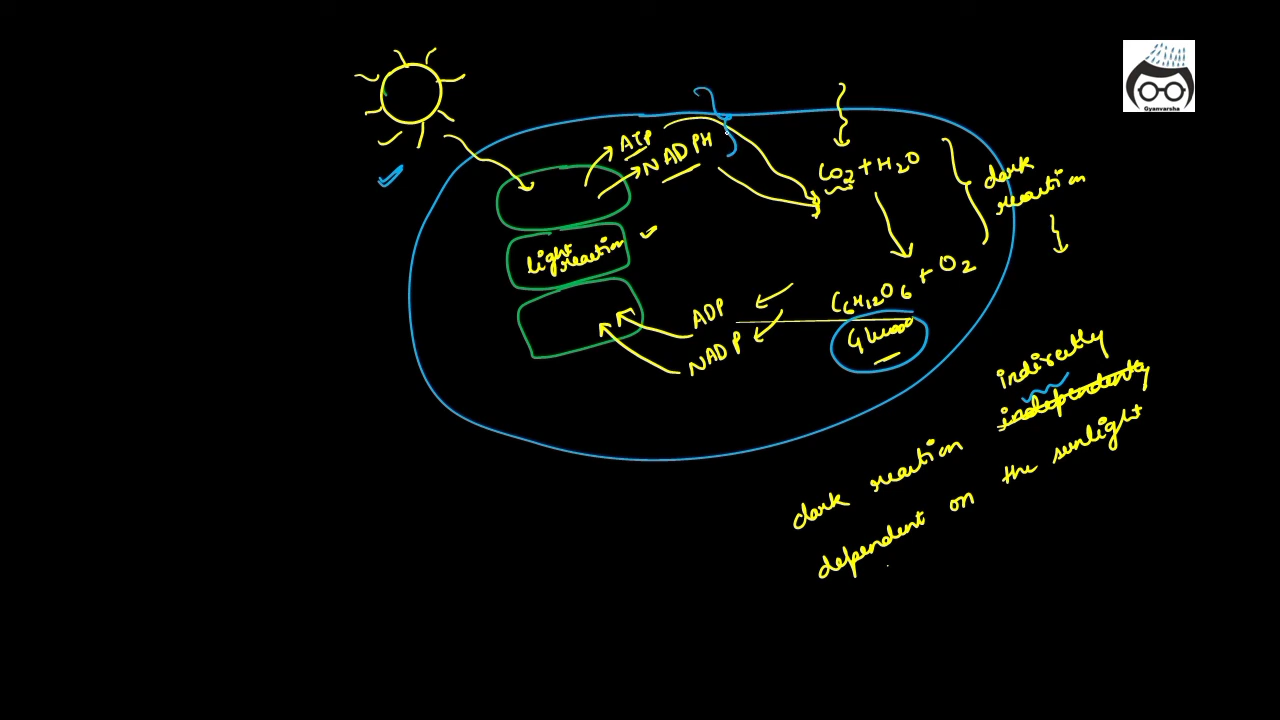 Gyanvarsha
ATP
NADPH
CO2 + H2O
dark
reaction
light
reaction
C6H12O6 + O2
Glucose
ADP
NADP
indirectly
dark reaction independently
dependent on the sunlight